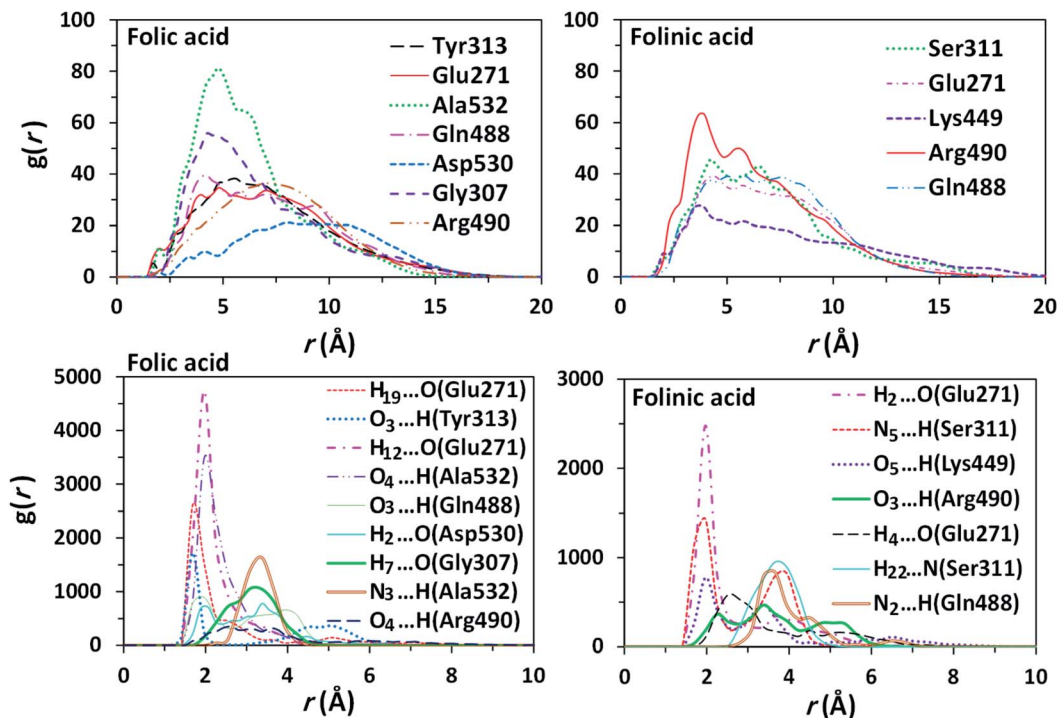 Folic acid
Tyr313
Glu271
Ala532
Gln488
Asp530
Gly307
Arg490
g(r)
100
80
60
40
20
0
0 5 10 15 20
r (Å)
Folinic acid
Ser311
Glu271
Lys449
Arg490
Gln488
100
80
60
40
20
0
0 5 10 15 20
r (Å)
Folic acid
H19...O(Glu271)
O3...H(Tyr313)
H12...O(Glu271)
O4...H(Ala532)
O3...H(Gln488)
H2...O(Asp530)
H7...O(Gly307)
N3...H(Ala532)
O4...H(Arg490)
g(r)
5000
4000
3000
2000
1000
0
0 2 4 6 8 10
r (Å)
Folinic acid
H2...O(Glu271)
N5...H(Ser311)
O5...H(Lys449)
O3...H(Arg490)
H4...O(Glu271)
H22...N(Ser311)
N2...H(Gln488)
3000
2000
1000
0
0 2 4 6 8 10
r (Å)